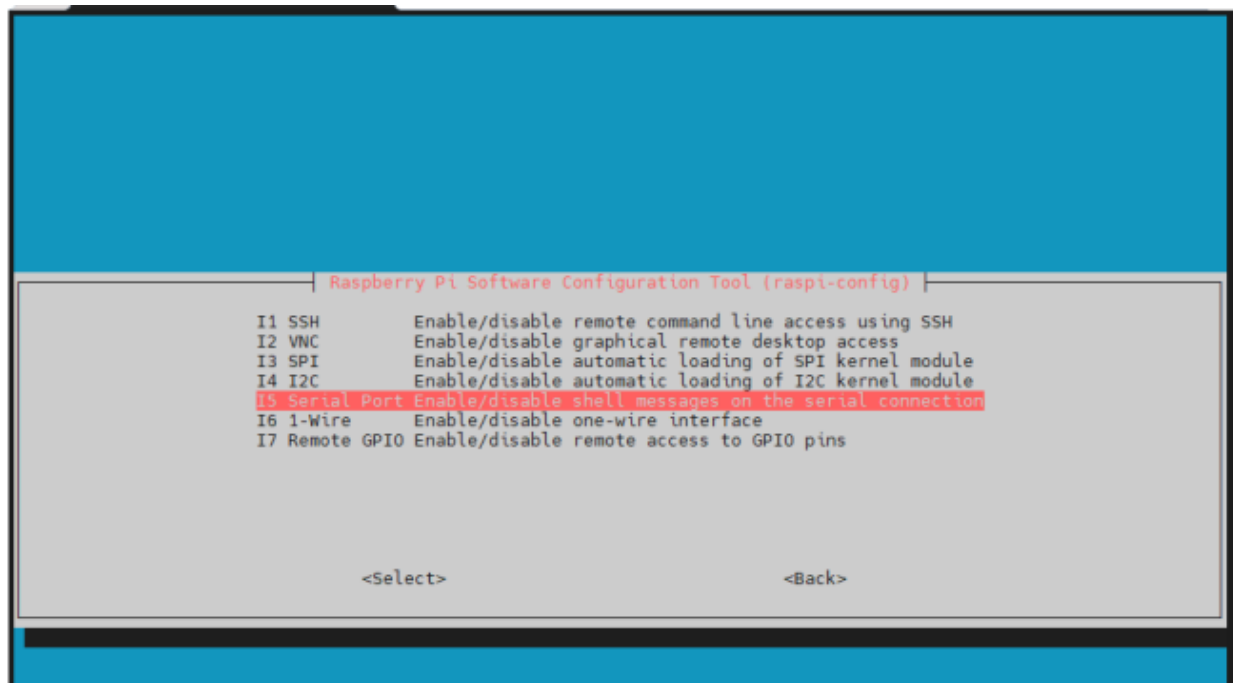 Raspberry Pi Software Configuration Tool (raspi-config)
I1 SSH Enable/disable remote command line access using SSH
I2 VNC Enable/disable graphical remote desktop access
I3 SPI Enable/disable automatic loading of SPI kernel module
I4 I2C Enable/disable automatic loading of I2C kernel module
I5 Serial Port Enable/disable shell messages on the serial connection
I6 1-Wire Enable/disable one-wire interface
I7 Remote GPIO Enable/disable remote access to GPIO pins
<Select> <Back>